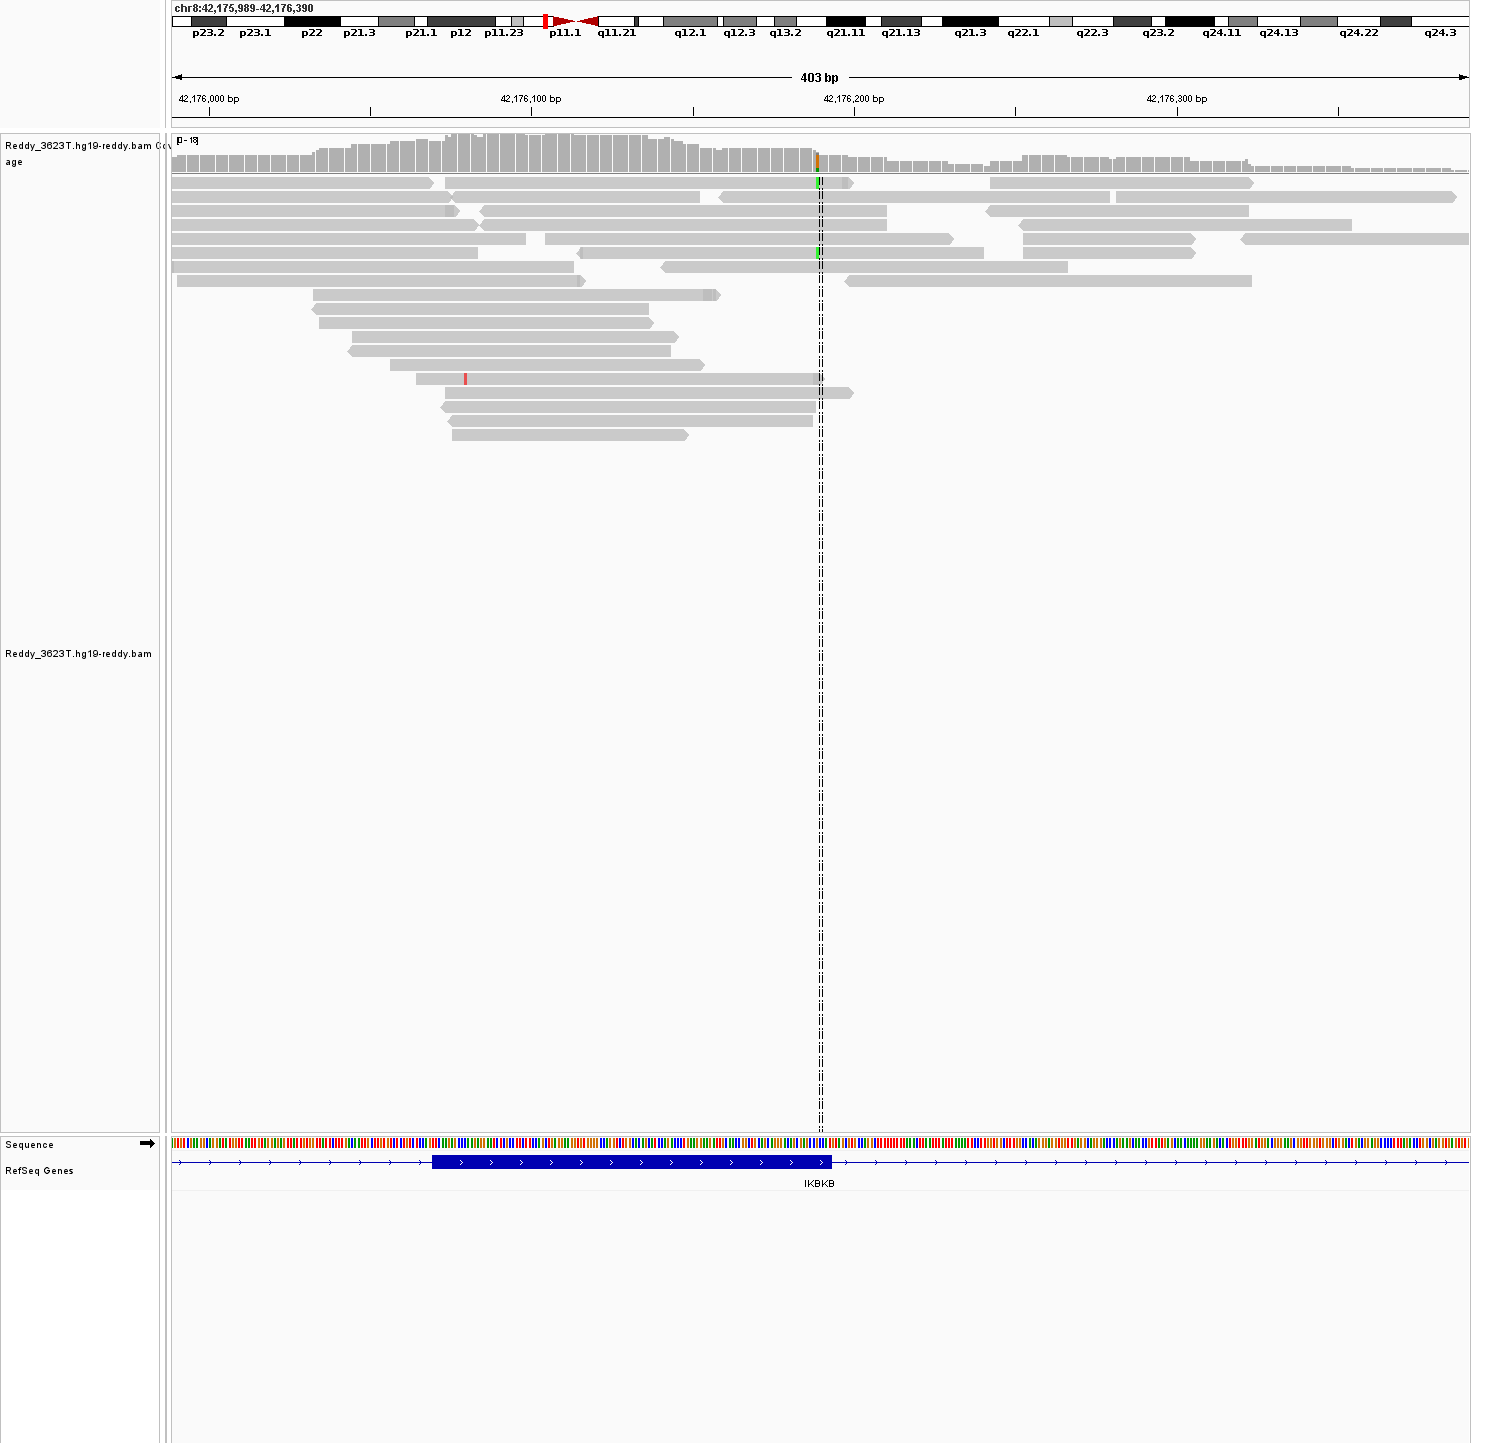 chr8:42,175,989-42,176,390
p23.2 p23.1 p22 p21.3 p21.1 p12 p11.23 p11.1 q11.21 q12.1 q12.3 q13.2 q21.11 q21.13 q21.3 q22.1 q22.3 q23.2 q24.11 q24.13 q24.22 q24.3
403 bp
42,176,000 bp 42,176,100 bp 42,176,200 bp 42,176,300 bp
[0 - 18]
Reddy_3623T.hg19-reddy.bam Cov
age
Reddy_3623T.hg19-reddy.bam
Sequence
RefSeq Genes
IKBKB